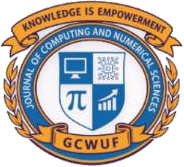 KNOWLEDGE IS EMPOWERMENT
JOURNAL OF COMPUTING AND NUMERICAL SCIENCES
π
GCWUF